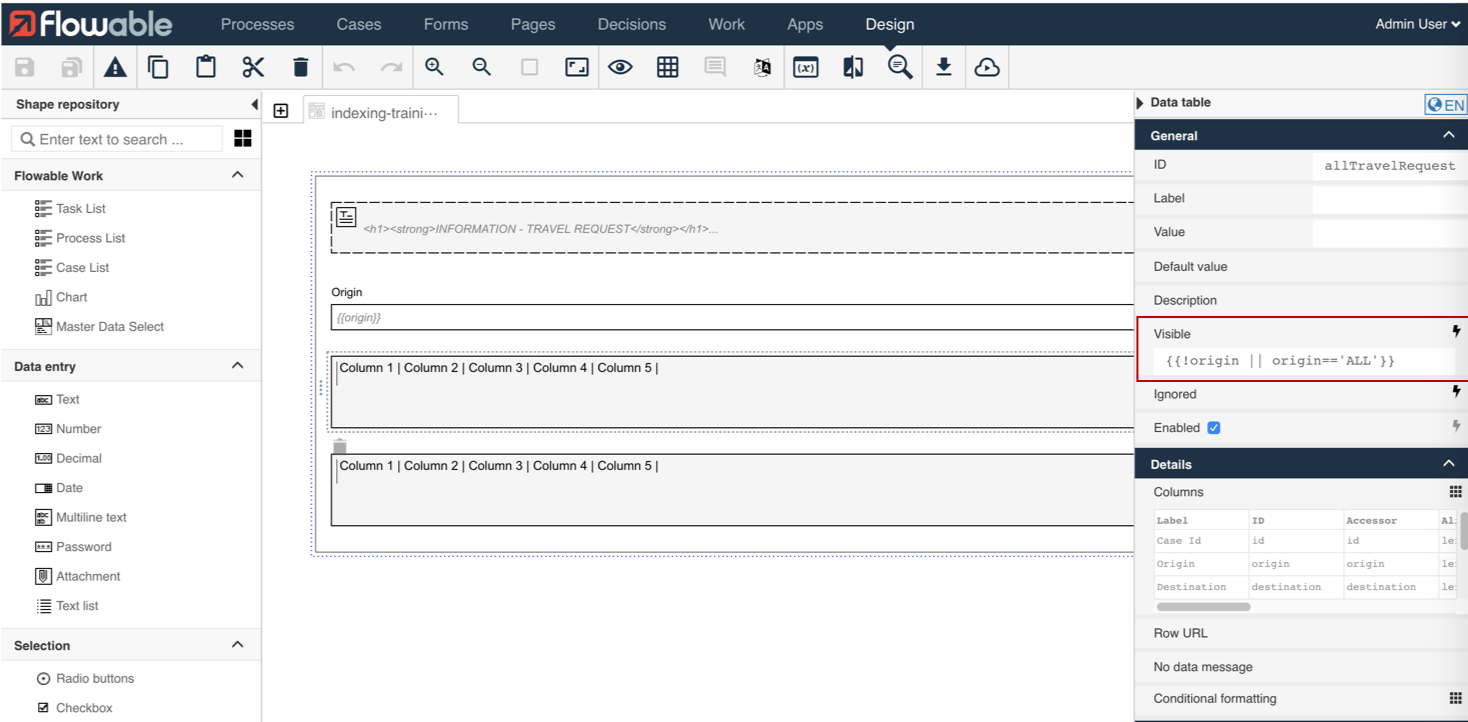 flowable Processes Cases Forms Pages Decisions Work Apps Design Admin User
Shape repository
Enter text to search ...
Flowable Work
Task List
Process List
Case List
Chart
Master Data Select
Data entry
Text
Number
Decimal
Date
Multiline text
Password
Attachment
Text list
Selection
Radio buttons
Checkbox
indexing-traini···
<h1><strong>INFORMATION - TRAVEL REQUEST</strong></h1>...
Origin
{{origin}}
Column 1 | Column 2 | Column 3 | Column 4 | Column 5 |
Column 1 | Column 2 | Column 3 | Column 4 | Column 5 |
Data table EN
General
ID allTravelRequest
Label
Value
Default value
Description
Visible
{{!origin || origin=='ALL'}}
Ignored
Enabled
Details
Columns
Label ID Accessor Al
Case Id id id le
Origin origin origin le
Destination destination destination le
Row URL
No data message
Conditional formatting